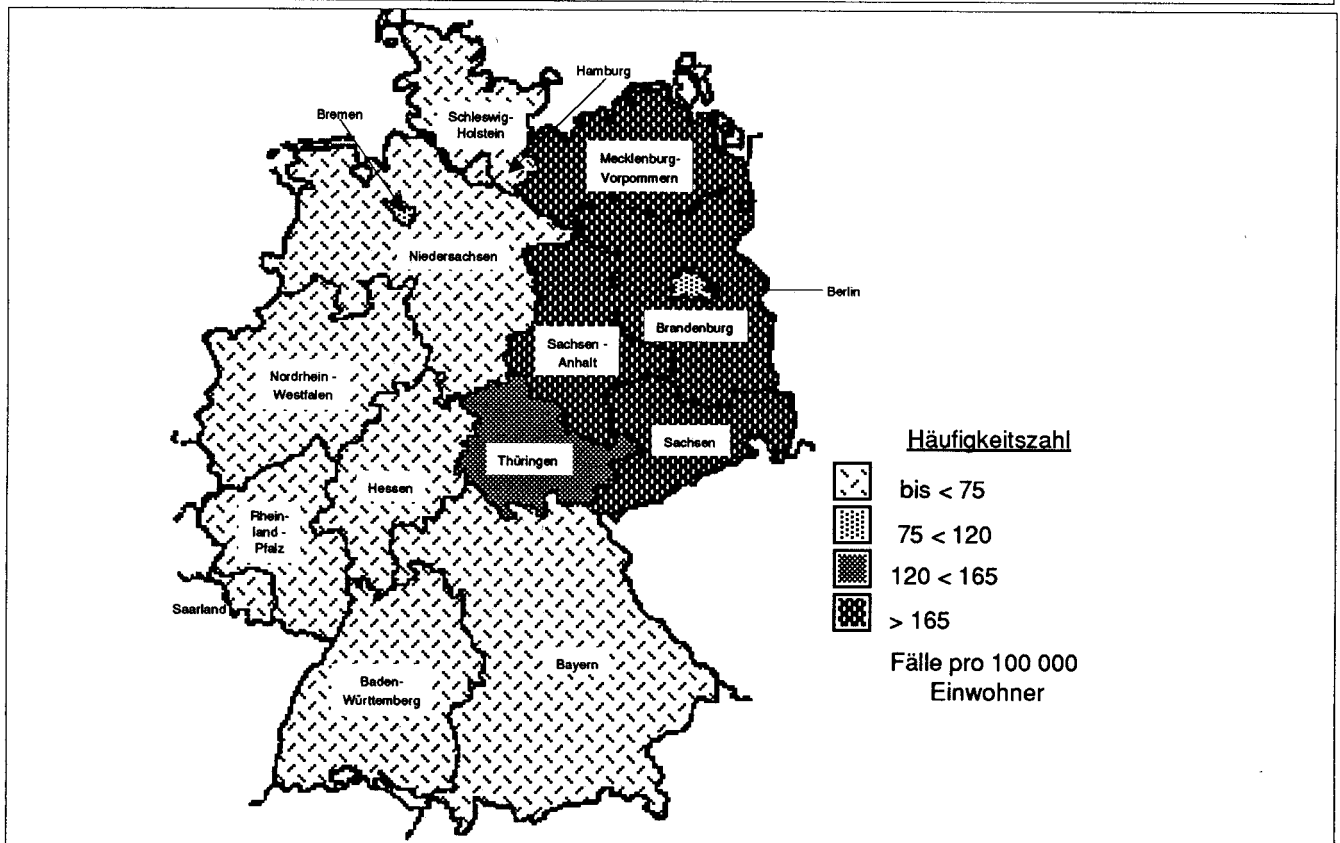 Hamburg
Bremen
Schleswig-
Holstein
Mecklenburg-
Vorpommern
Niedersachsen
Berlin
Brandenburg
Sachsen -
Anhalt
Nordrhein -
Westfalen
Sachsen
Thüringen
Hessen
Rhein-
land -
Pfalz
Saarland
Bayern
Baden-
Württemberg
Häufigkeitszahl
bis < 75
75 < 120
120 < 165
> 165
Fälle pro 100 000
Einwohner